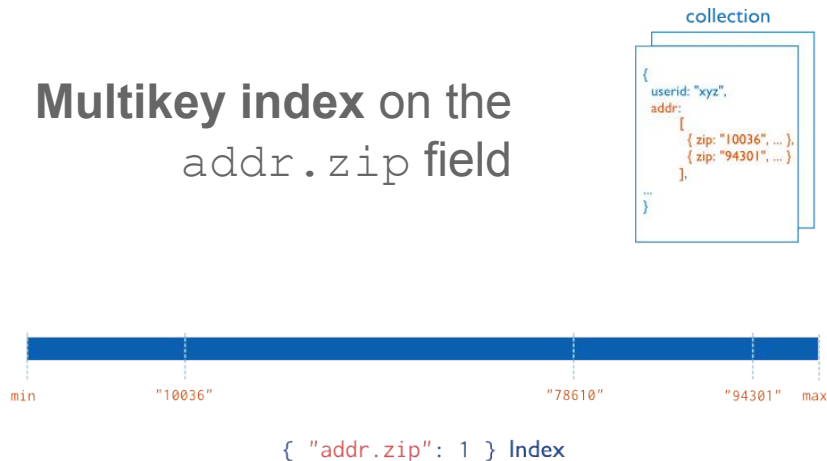 collection
Multikey index on the
addr.zip field
{
userid: "xyz",
addr:
[
{ zip: "10036", ... },
{ zip: "94301", ... }
],
...
}
min "10036" "78610" "94301" max
{ "addr.zip": 1 } Index